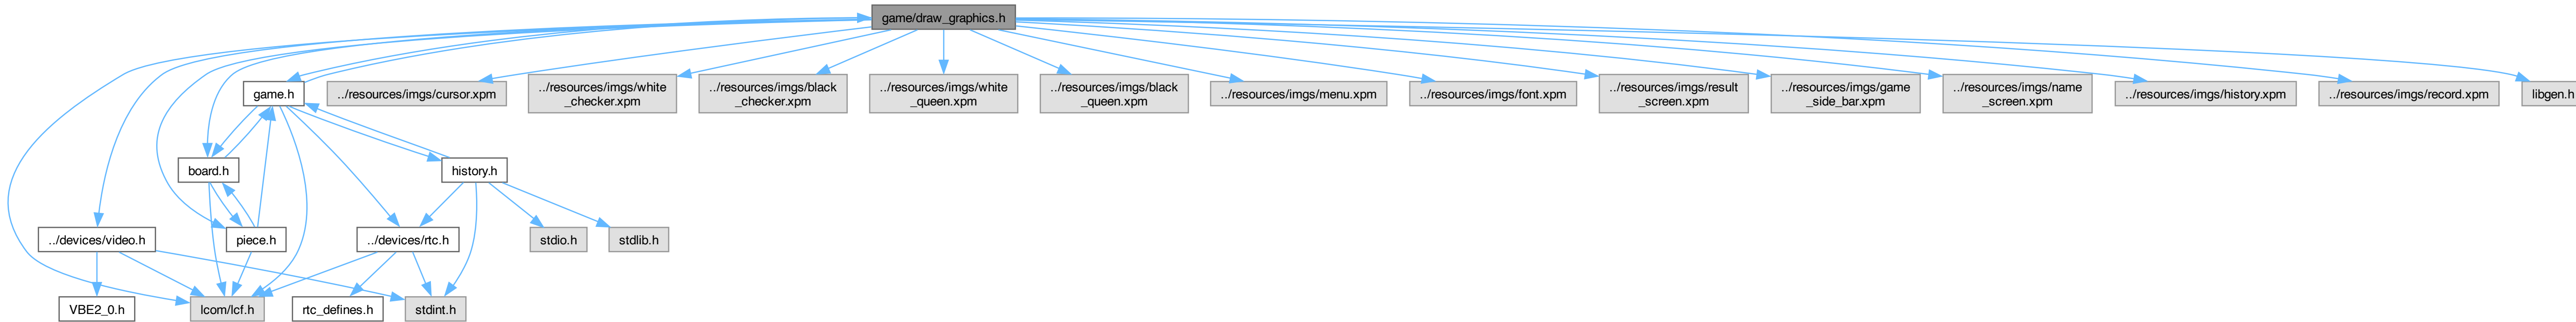 game/draw_graphics.h
game.h
../resources/imgs/cursor.xpm
../resources/imgs/white
_checker.xpm
../resources/imgs/black
_checker.xpm
../resources/imgs/white
_queen.xpm
../resources/imgs/black
_queen.xpm
../resources/imgs/menu.xpm
../resources/imgs/font.xpm
../resources/imgs/result
_screen.xpm
../resources/imgs/game
_side_bar.xpm
../resources/imgs/name
_screen.xpm
../resources/imgs/history.xpm
../resources/imgs/record.xpm
libgen.h
board.h
history.h
../devices/video.h
piece.h
../devices/rtc.h
stdio.h
stdlib.h
VBE2_0.h
lcom/lcf.h
rtc_defines.h
stdint.h